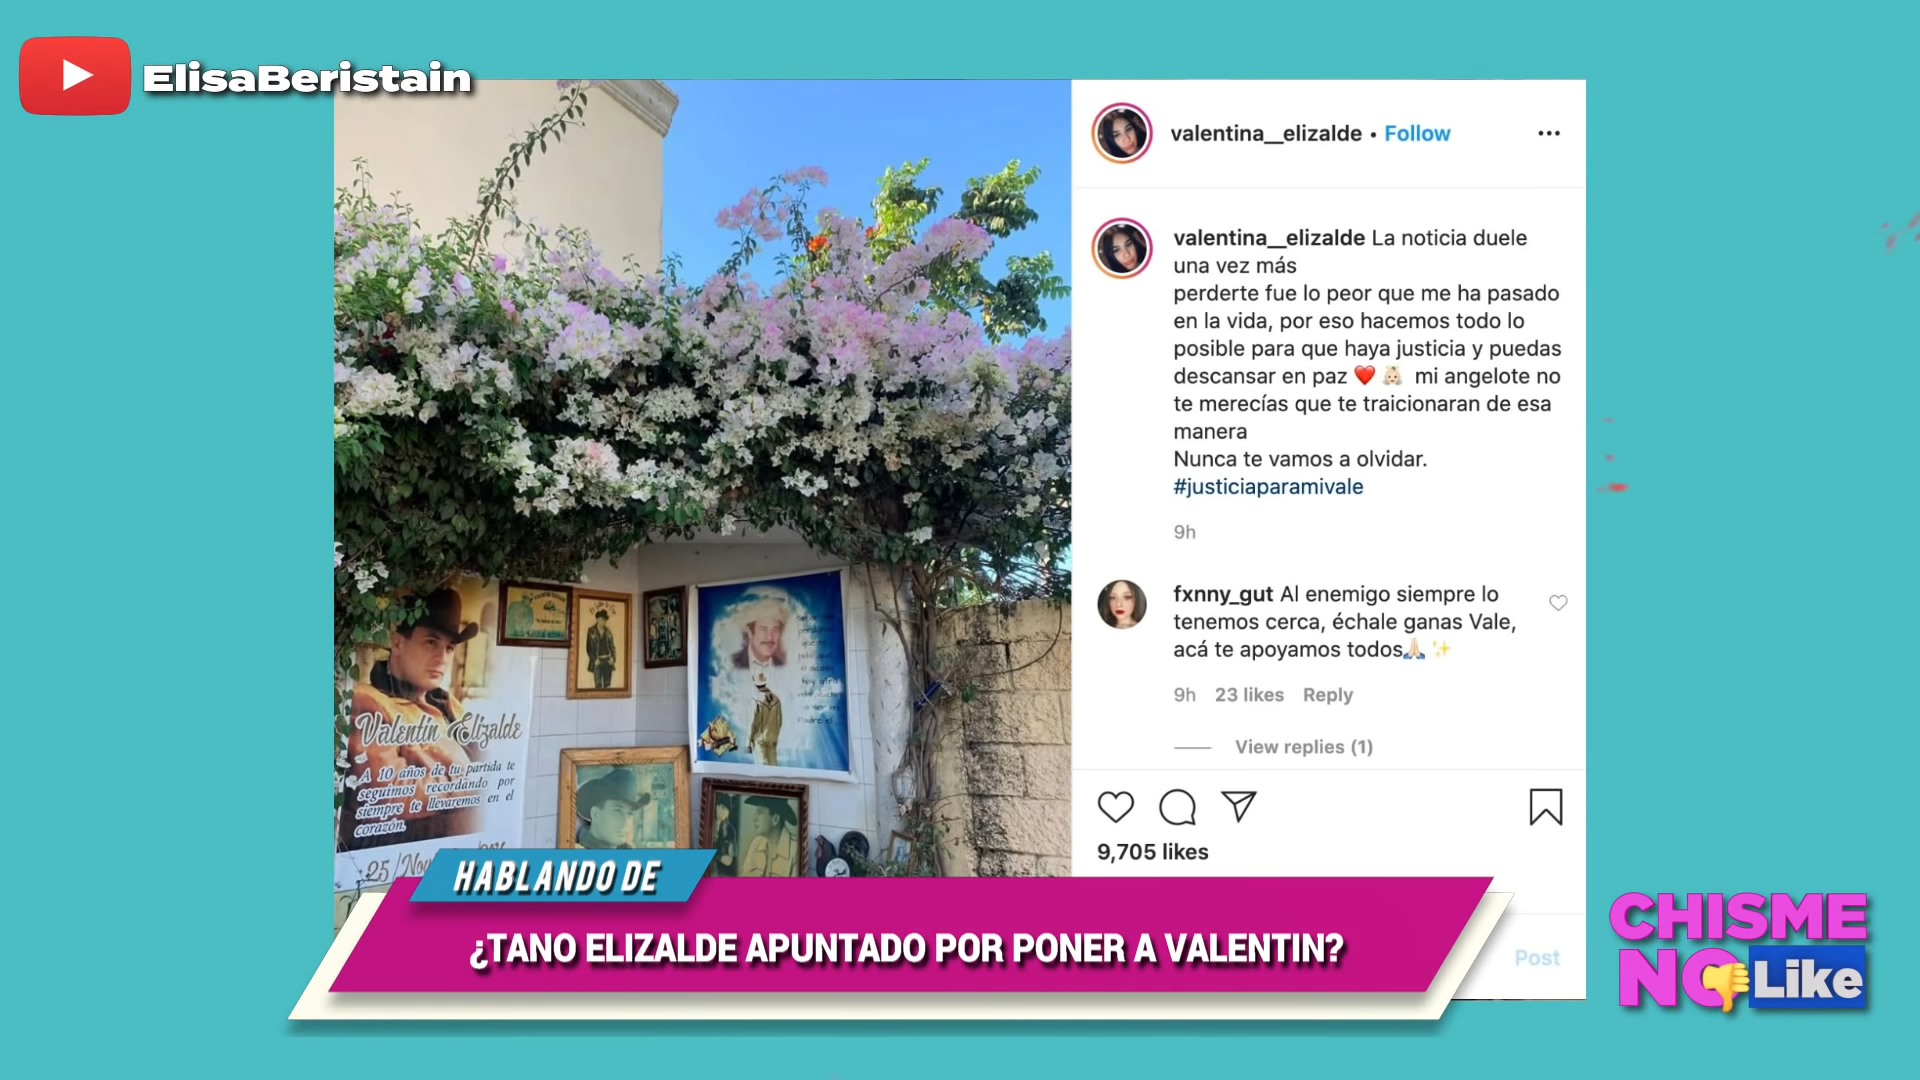 ElisaBeristain
valentina__elizalde • Follow
valentina__elizalde La noticia duele
una vez más
perderte fue lo peor que me ha pasado
en la vida, por eso hacemos todo lo
posible para que haya justicia y puedas
descansar en paz ❤️ 👶🏻 mi angelote no
te merecías que te traicionaran de esa
manera
Nunca te vamos a olvidar.
#justiciaparamivale
9h
fxnny_gut Al enemigo siempre lo
tenemos cerca, échale ganas Vale,
acá te apoyamos todos🙏🏻✨
9h 23 likes Reply
View replies (1)
9,705 likes
Post
Valentín Elizalde
A 10 años de tu partida te
seguimos recordando por
siempre te llevaremos en el
corazón.
25/Nov
HABLANDO DE
¿TANO ELIZALDE APUNTADO POR PONER A VALENTIN?
CHISME
NO Like